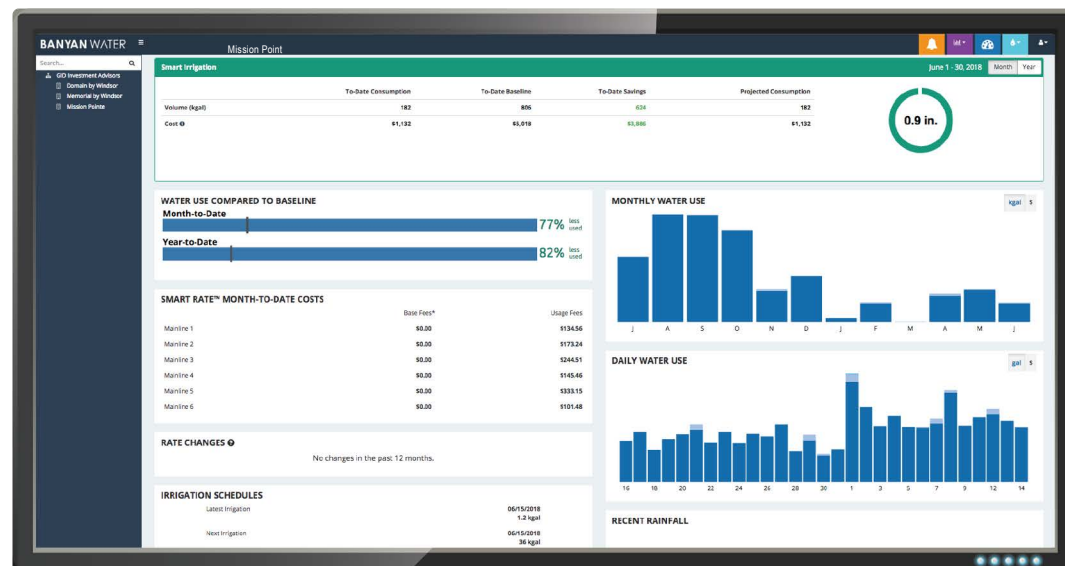 BANYAN WATER
Mission Point
Search...
GID Investment Advisors
Domain by Windsor
Memorial by Windsor
Mission Pointe
Smart Irrigation
June 1 - 30, 2018 Month Year
To-Date Consumption To-Date Baseline To-Date Savings Projected Consumption
Volume (kgal) 182 806 624 182
Cost $1,132 $5,018 $3,886 $1,132
0.9 in.
WATER USE COMPARED TO BASELINE
Month-to-Date
77% less used
Year-to-Date
82% less used
SMART RATE™ MONTH-TO-DATE COSTS
Base Fees* Usage Fees
Mainline 1 $0.00 $134.56
Mainline 2 $0.00 $173.24
Mainline 3 $0.00 $244.51
Mainline 4 $0.00 $145.46
Mainline 5 $0.00 $333.15
Mainline 6 $0.00 $101.48
RATE CHANGES
No changes in the past 12 months.
IRRIGATION SCHEDULES
Latest Irrigation 06/15/2018
1.2 kgal
Next Irrigation 06/15/2018
36 kgal
MONTHLY WATER USE
kgal $
J A S O N D J F M A M J
DAILY WATER USE
gal $
16 18 20 22 24 26 28 30 1 3 5 7 9 12 14
RECENT RAINFALL